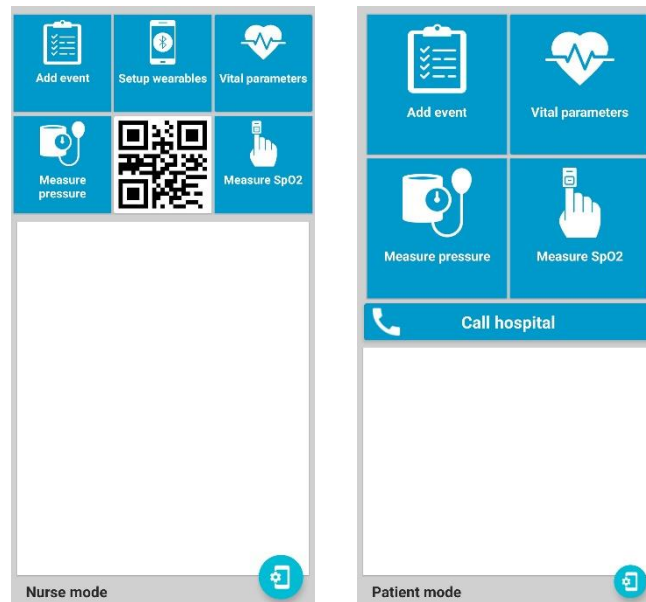 Add event
Setup wearables
Vital parameters
Measure
pressure
Measure SpO2
Nurse mode
Add event
Vital parameters
Measure pressure
Measure SpO2
Call hospital
Patient mode